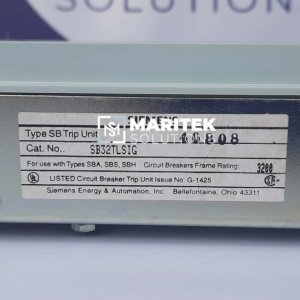 MARITEK
SOLUTION
Type SB Trip Unit
Cat. No.. SB32TLSIG
For use with Types SBA, SBS, SBH Circuit Breakers Frame Rating: 3200
LISTED Circuit Breaker Trip Unit Issue No. G-1425
Siemens Energy & Automation, Inc. Bellefontaine, Ohio 43311